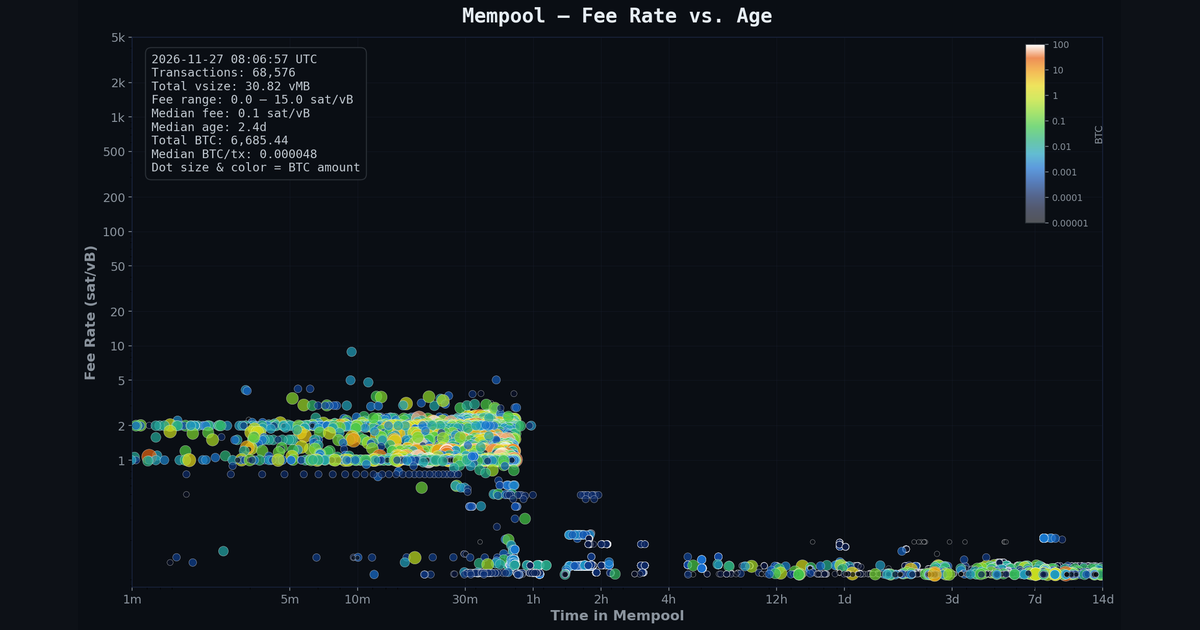 Mempool — Fee Rate vs. Age
2026-11-27 08:06:57 UTC
Transactions: 68,576
Total vsize: 30.82 vMB
Fee range: 0.0 — 15.0 sat/vB
Median fee: 0.1 sat/vB
Median age: 2.4d
Total BTC: 6,685.44
Median BTC/tx: 0.000048
Dot size & color = BTC amount
100
10
1
0.1
0.01
0.001
0.0001
0.00001
BTC
Fee Rate (sat/vB)
5k
2k
1k
500
200
100
50
20
10
5
2
1
1m 5m 10m 30m 1h 2h 4h 12h 1d 3d 7d 14d
Time in Mempool